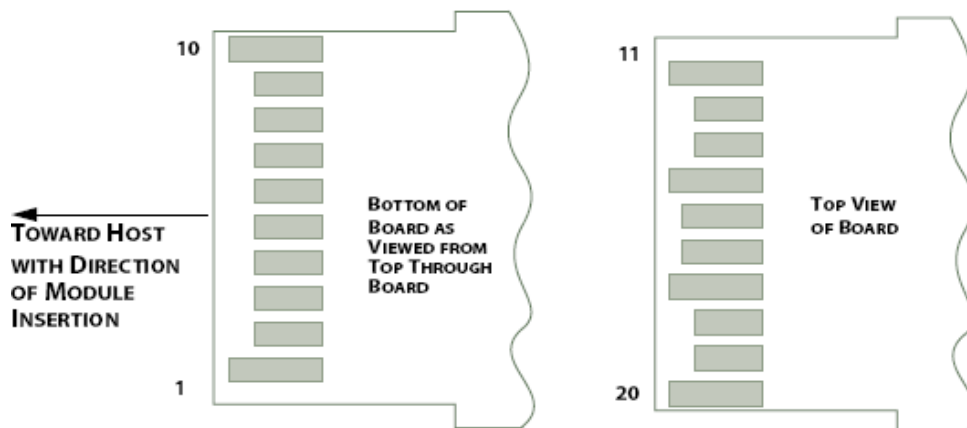 10
BOTTOM OF
BOARD AS
VIEWED FROM
TOP THROUGH
BOARD
TOWARD HOST
WITH DIRECTION
OF MODULE
INSERTION
1
11
TOP VIEW
OF BOARD
20